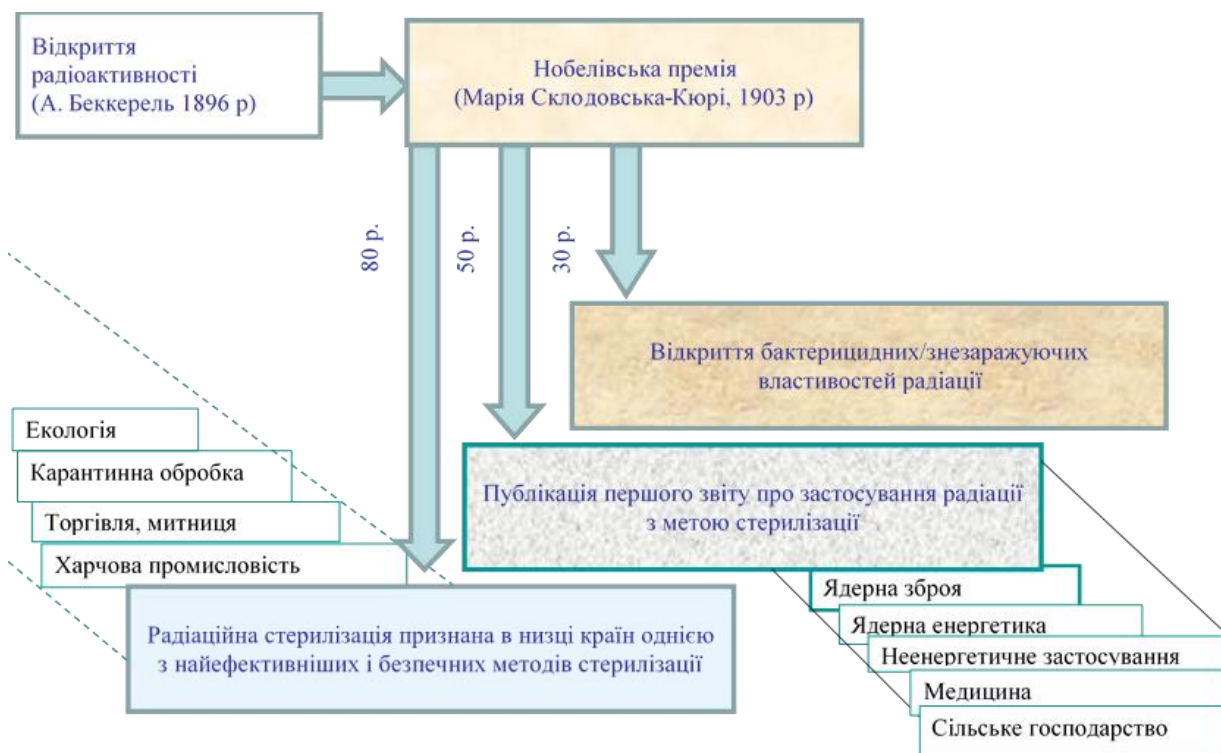 Відкриття
радіоактивності
(А. Беккерель 1896 р)
Нобелівська премія
(Марія Склодовська-Кюрі, 1903 р)
80 р.
50 р.
30 р.
Відкриття бактерицидних/знезаражуючих
властивостей радіації
Екологія
Карантинна обробка
Торгівля, митниця
Харчова промисловість
Публікація першого звіту про застосування радіації
з метою стерилізації
Радіаційна стерилізація признана в низці країн однією
з найефективніших і безпечних методів стерилізації
Ядерна зброя
Ядерна енергетика
Неенергетичне застосування
Медицина
Сільське господарство